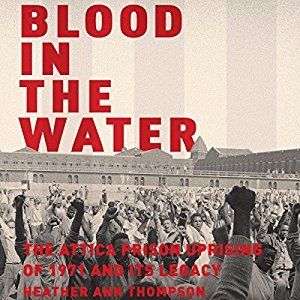 BLOOD
IN
THE
WATER
THE ATTICA PRISON UPRISING
OF 1971 AND ITS LEGACY
HEATHER ANN THOMPSON